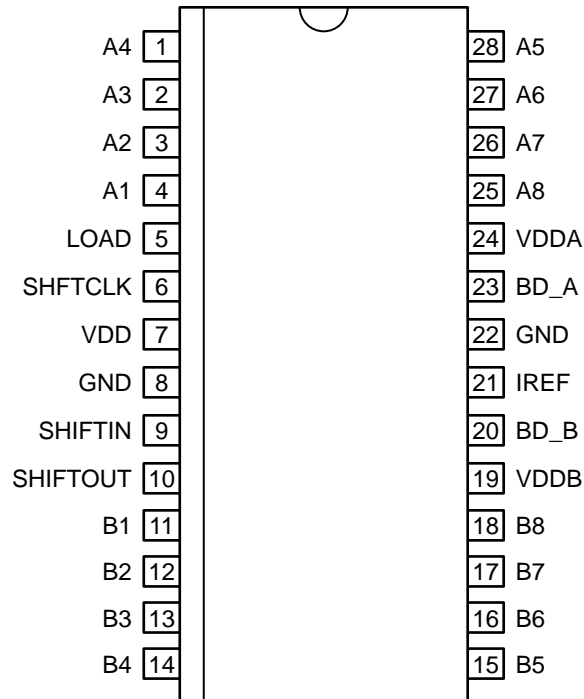 A4 1 28 A5
A3 2 27 A6
A2 3 26 A7
A1 4 25 A8
LOAD 5 24 VDDA
SHFTCLK 6 23 BD_A
VDD 7 22 GND
GND 8 21 IREF
SHIFTIN 9 20 BD_B
SHIFTOUT 10 19 VDDB
B1 11 18 B8
B2 12 17 B7
B3 13 16 B6
B4 14 15 B5